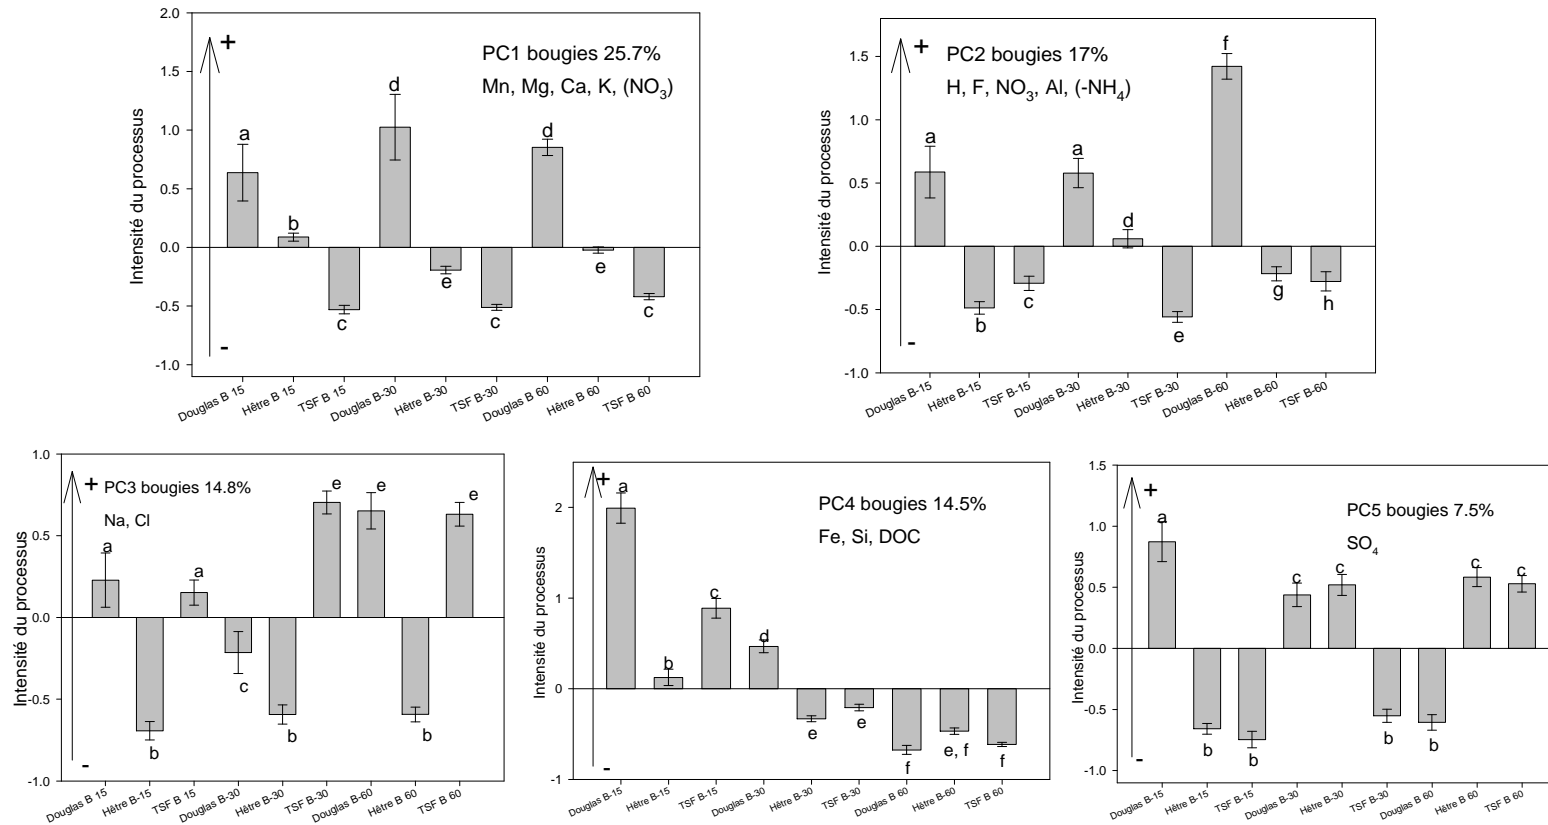 2.0
1.5
1.0
0.5
0.0
-0.5
-1.0
Intensité du processus
+
-
PC1 bougies 25.7%
Mn, Mg, Ca, K, (NO3)
a
b
c
d
e
c
d
e
c
Douglas B 15
Hêtre B 15
TSF B 15
Douglas B-30
Hêtre B-30
TSF B-30
Douglas B 60
Hêtre B 60
TSF B 60
1.5
1.0
0.5
0.0
-0.5
-1.0
Intensité du processus
+
-
PC2 bougies 17%
H, F, NO3, Al, (-NH4)
a
b
c
a
d
e
f
g
h
Douglas B-15
Hêtre B-15
TSF B-15
Douglas B-30
Hêtre B-30
TSF B-30
Douglas B-60
Hêtre B-60
TSF B-60
1.0
0.5
0.0
-0.5
-1.0
Intensité du processus
+
-
PC3 bougies 14.8%
Na, Cl
a
b
a
c
b
e
e
b
e
Douglas B 15
Hêtre B-15
TSF B 15
Douglas B-30
Hêtre B-30
TSF B-30
Douglas B-60
Hêtre B 60
TSF B 60
2
1
0
-1
Intensité du processus
+
-
PC4 bougies 14.5%
Fe, Si, DOC
a
b
c
d
e
e
f
e, f
f
Douglas B-15
Hêtre B-15
TSF B-15
Douglas B-30
Hêtre B-30
TSF B-30
Douglas B 60
Hêtre B-60
TSF B 60
1.5
1.0
0.5
0.0
-0.5
-1.0
Intensité du processus
+
-
PC5 bougies 7.5%
SO4
a
b
b
c
c
b
b
c
c
Douglas B-15
Hêtre B-15
TSF B-15
Douglas B-30
Hêtre B-30
TSF B-30
Douglas B 60
Hêtre B 60
TSF B 60